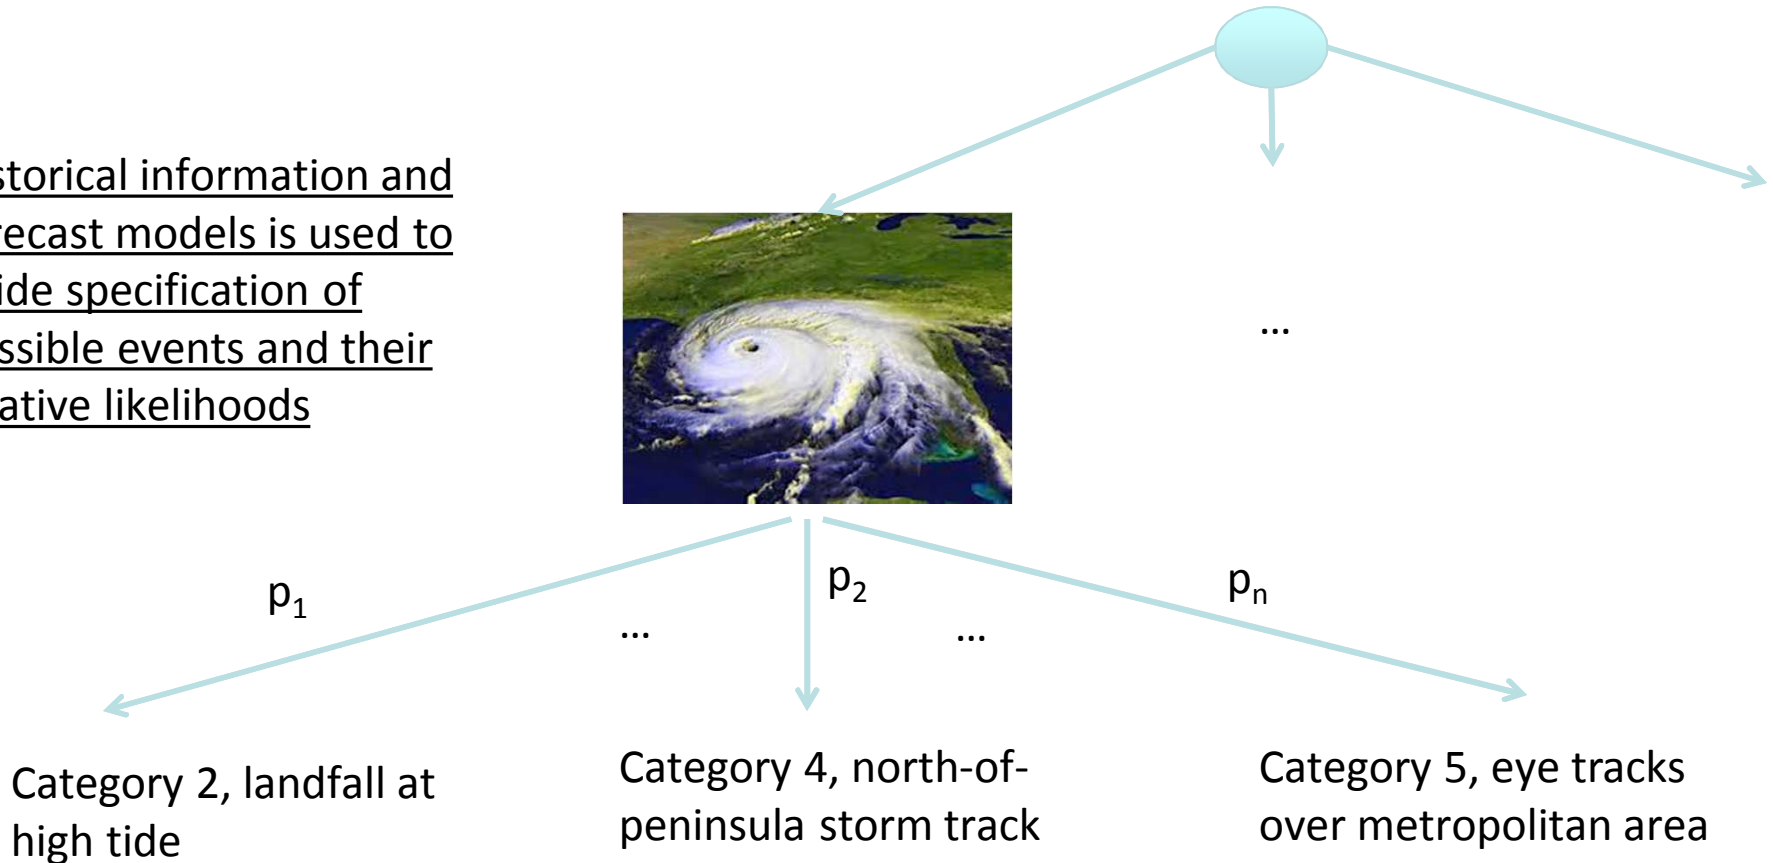 istorical information and
recast models is used to
ide specification of
ssible events and their
ative likelihoods
…
p₁
p₂
pₙ
…
…
Category 2, landfall at
high tide
Category 4, north-of-
peninsula storm track
Category 5, eye tracks
over metropolitan area